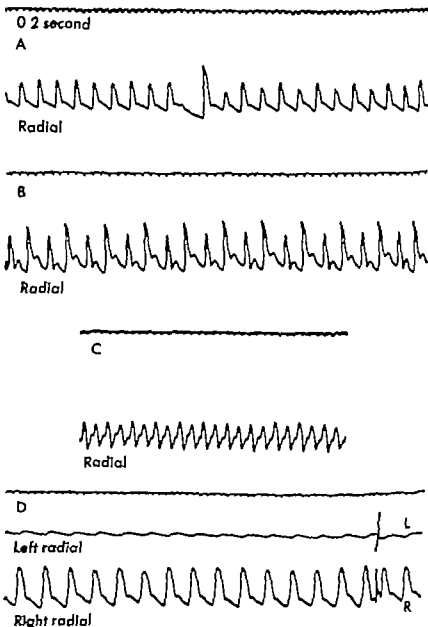 0 2 second
A
Radial
B
Radial
C
Radial
D
L
Left radial
R
Right radial